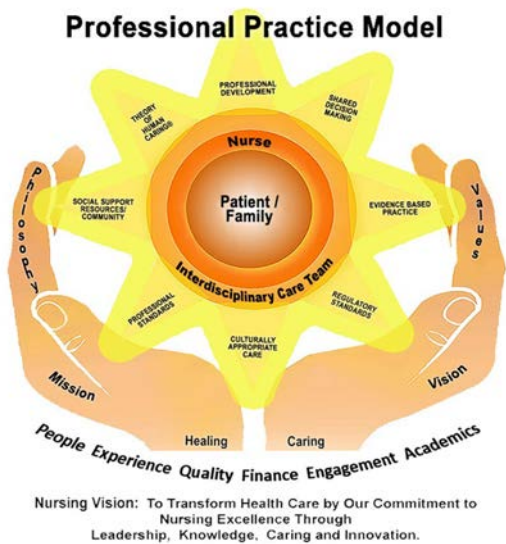 Professional Practice Model
PROFESSIONAL
DEVELOPMENT
THEORY
OF
HUMAN
CARINGS
SHARED
DECISION
MAKING
Nurse
Patient /
Family
Interdisciplinary Care Team
SOCIAL SUPPORT
RESOURCES/
COMMUNITY
EVIDENCE BASED
PRACTICE
Philosophy
Values
PROFESSIONAL
STANDARDS
REGULATORY
STANDARDS
CULTURALLY
APPROPRIATE
CARE
Mission
Vision
Healing
Caring
People Experience Quality Finance Engagement Academics
Nursing Vision: To Transform Health Care by Our Commitment to
Nursing Excellence Through
Leadership, Knowledge, Caring and Innovation.